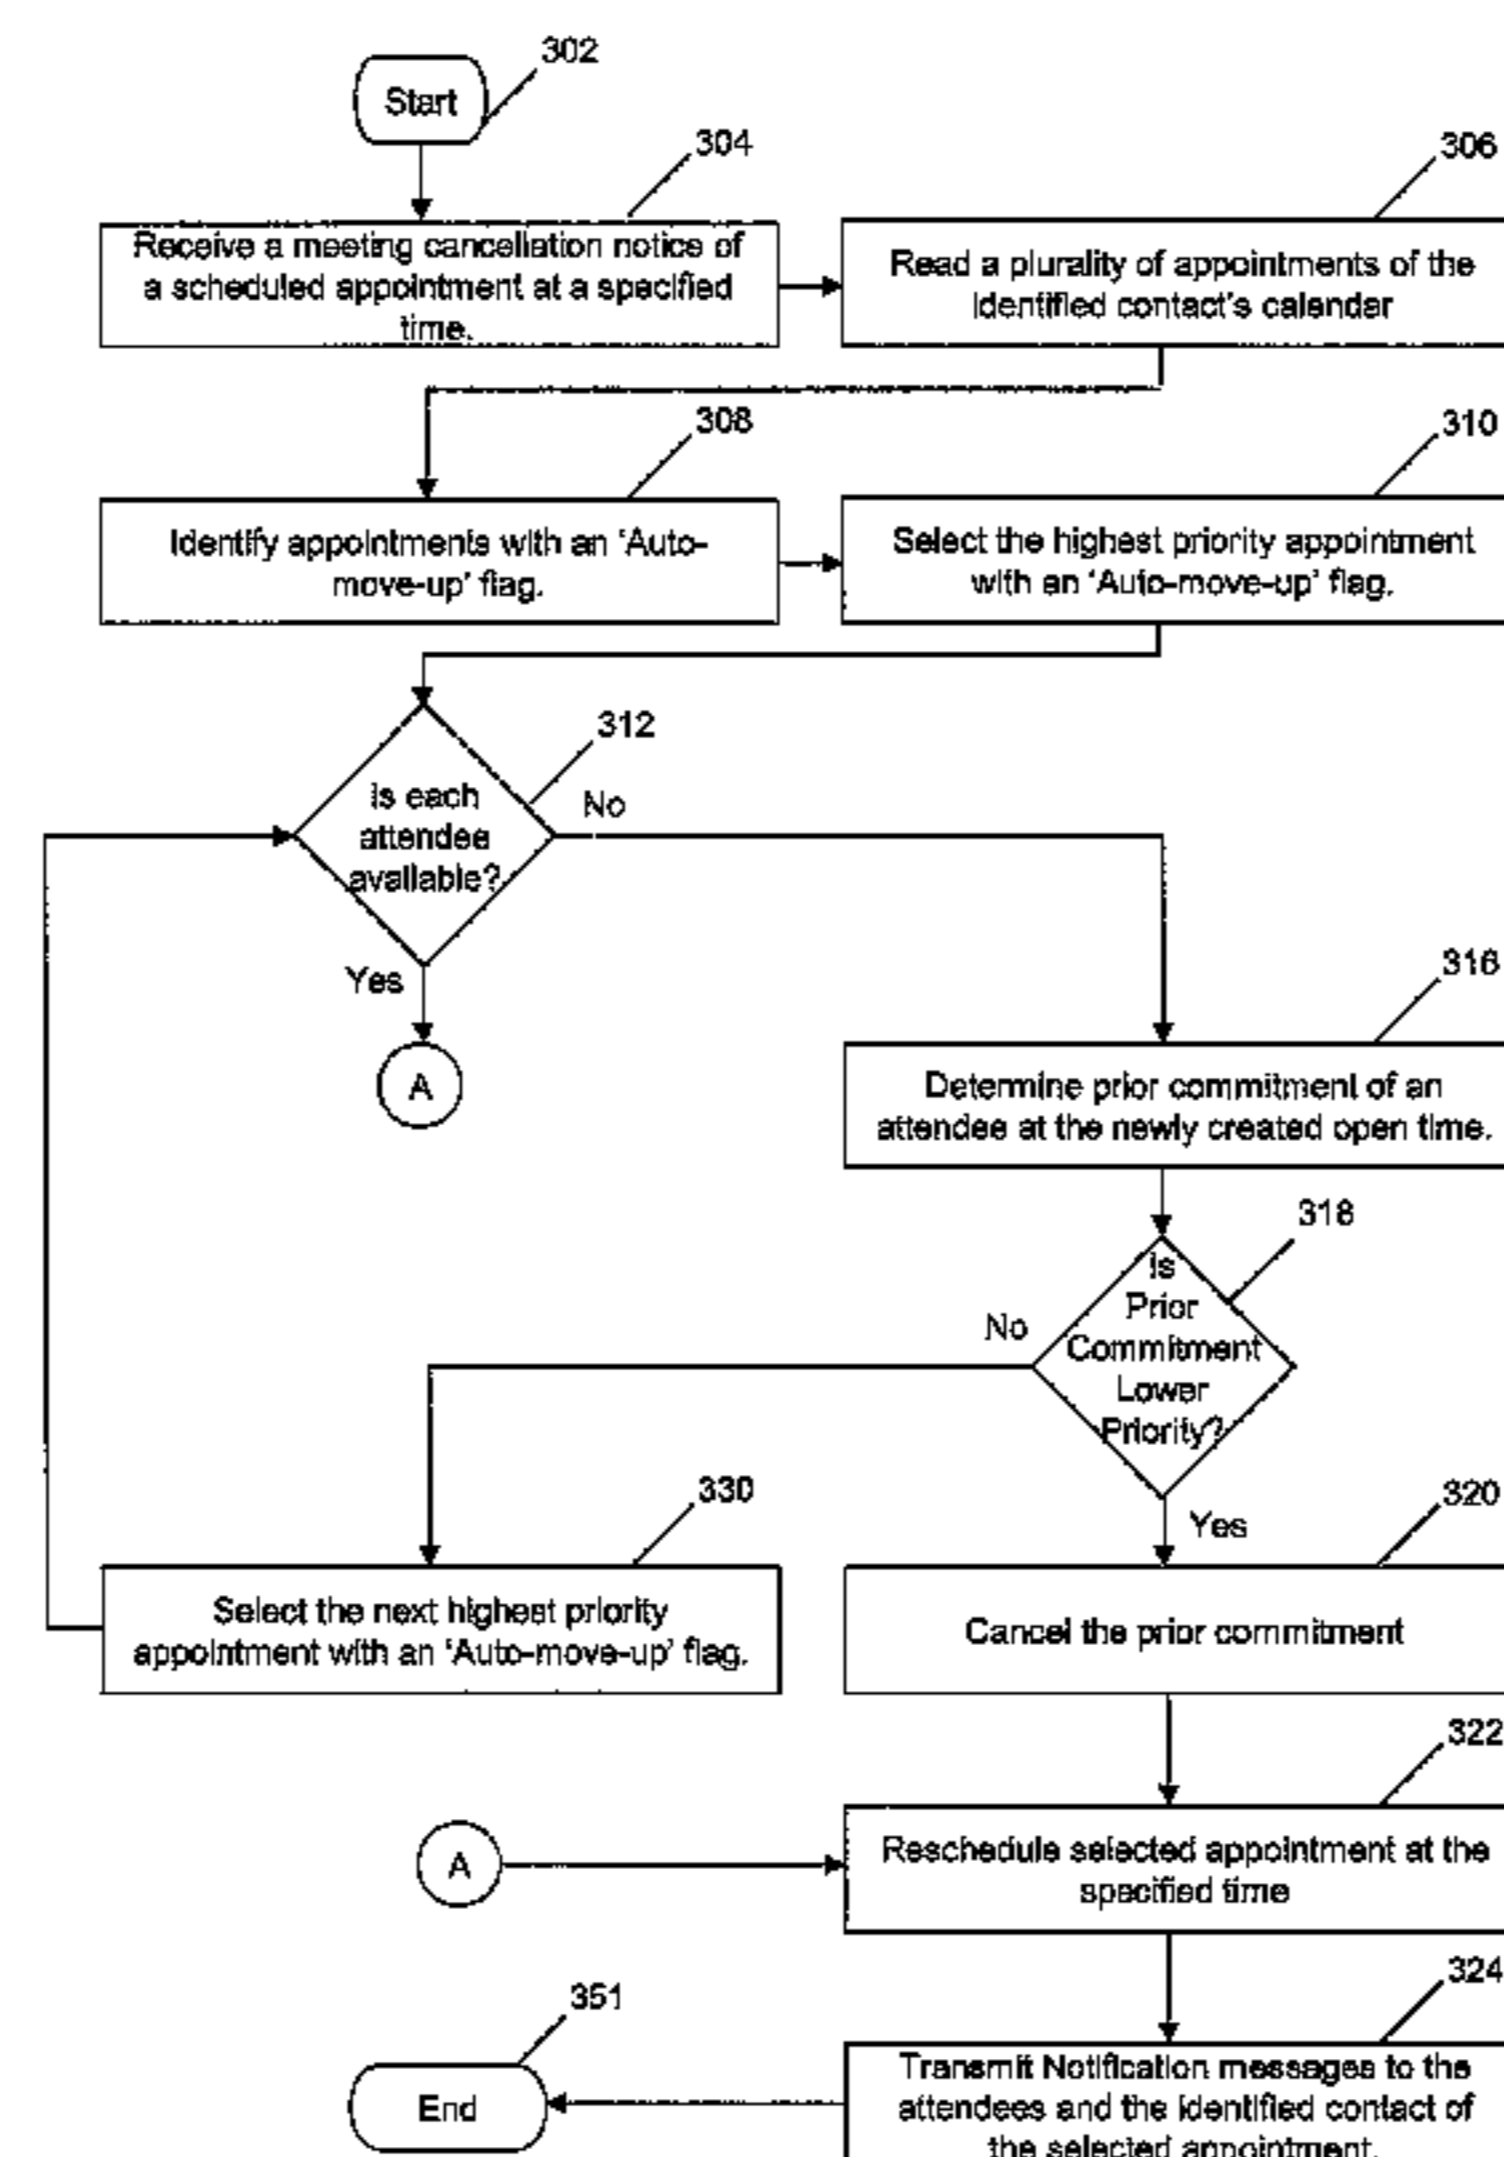 302
Start
304
306
Receive a meeting cancellation notice of
a scheduled appointment at a specified
time.
Read a plurality of appointments of the
identified contact's calendar
308
310
Identify appointments with an 'Auto-
move-up' flag.
Select the highest priority appointment
with an 'Auto-move-up' flag.
312
Is each
attendee
available?
No
Yes
A
316
Determine prior commitment of an
attendee at the newly created open time.
318
Is
Prior
Commitment
Lower
Priority?
No
Yes
330
320
Select the next highest priority
appointment with an 'Auto-move-up' flag.
Cancel the prior commitment
322
A
Reschedule selected appointment at the
specified time
324
351
End
Transmit Notification messages to the
attendees and the identified contact of
the selected appointment.